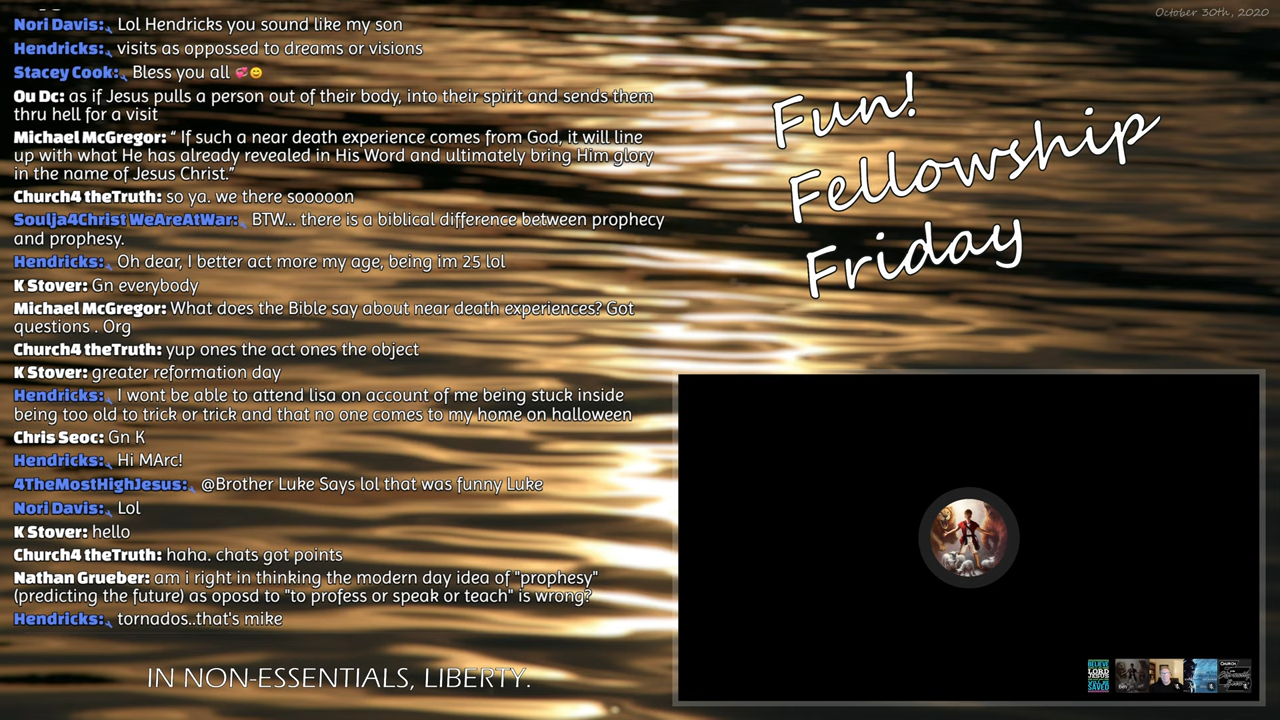 October 30th, 2020
Nori Davis: Lol Hendricks you sound like my son
Hendricks: visits as oppossed to dreams or visions
Stacey Cook: Bless you all 💞😊
Ou Dc: as if Jesus pulls a person out of their body, into their spirit and sends them
thru hell for a visit
Michael McGregor: “ If such a near death experience comes from God, it will line
up with what He has already revealed in His Word and ultimately bring Him glory
in the name of Jesus Christ.”
Church4 theTruth: so ya. we there sooooon
Soulja4Christ WeAreAtWar: BTW... there is a biblical difference between prophecy
and prophesy.
Hendricks: Oh dear, I better act more my age, being im 25 lol
K Stover: Gn everybody
Michael McGregor: What does the Bible say about near death experiences? Got
questions . Org
Church4 theTruth: yup ones the act ones the object
K Stover: greater reformation day
Hendricks: I wont be able to attend lisa on account of me being stuck inside
being too old to trick or trick and that no one comes to my home on halloween
Chris Seoc: Gn K
Hendricks: Hi MArc!
4TheMostHighJesus: @Brother Luke Says lol that was funny Luke
Nori Davis: Lol
K Stover: hello
Church4 theTruth: haha. chats got points
Nathan Grueber: am i right in thinking the modern day idea of "prophesy"
(predicting the future) as oposd to "to profess or speak or teach" is wrong?
Hendricks: tornados..that's mike
IN NON-ESSENTIALS, LIBERTY.
Fun!
Fellowship
Friday
BELIEVE
LORD
JESUS
SAVED
CHURCH